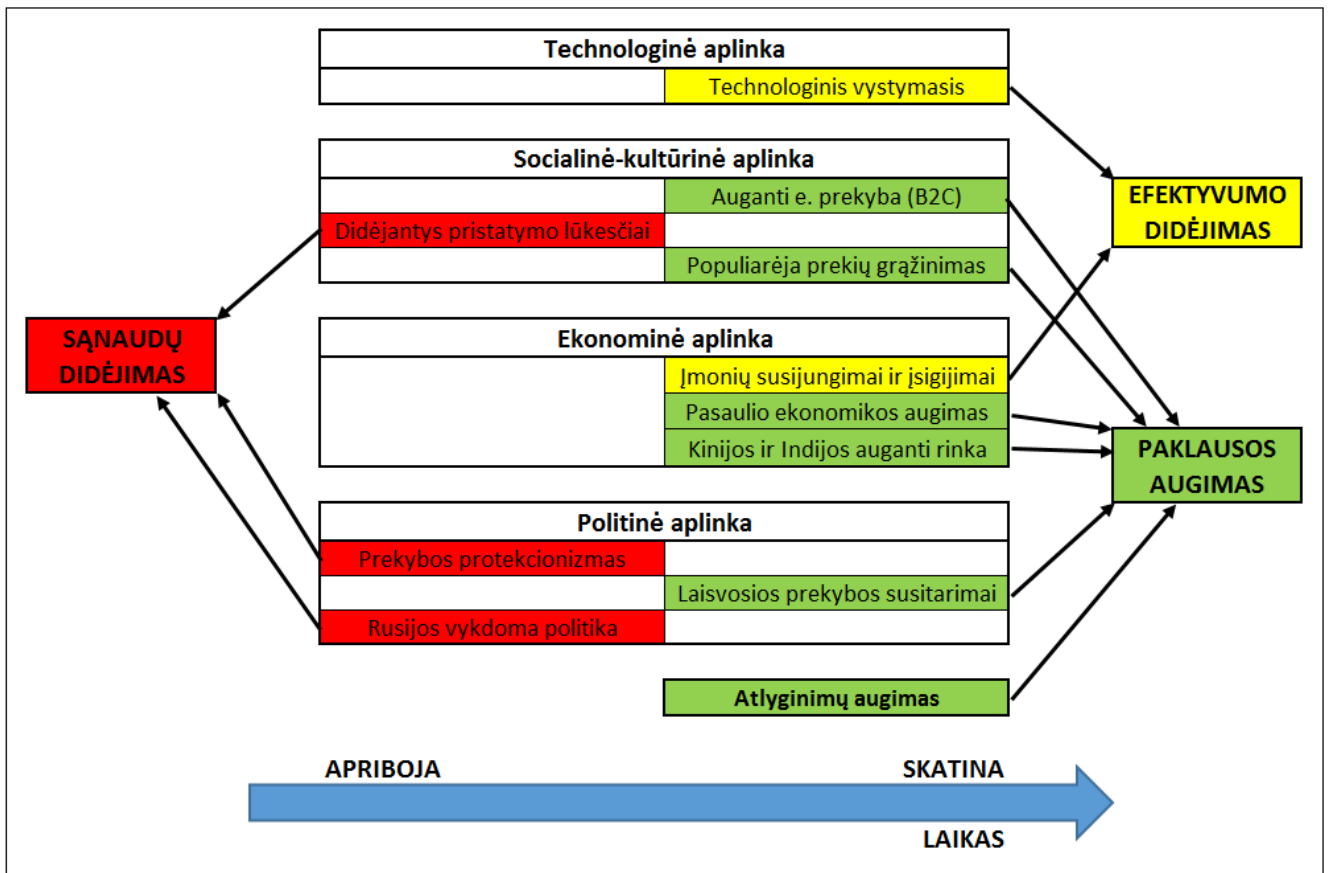 Technologinė aplinka
Technologinis vystymasis
Socialinė-kultūrinė aplinka
Auganti e. prekyba (B2C)
Didėjantys pristatymo lūkesčiai
Populiarėja prekių grąžinimas
EFEKTYVUMO
DIDĖJIMAS
SĄNAUDŲ
DIDĖJIMAS
Ekonominė aplinka
Įmonių susijungimai ir įsigijimai
Pasaulio ekonomikos augimas
Kinijos ir Indijos auganti rinka
PAKLAUSOS
AUGIMAS
Politinė aplinka
Prekybos protekcionizmas
Laisvosios prekybos susitarimai
Rusijos vykdoma politika
Atlyginimų augimas
APRIBOJA
SKATINA
LAIKAS